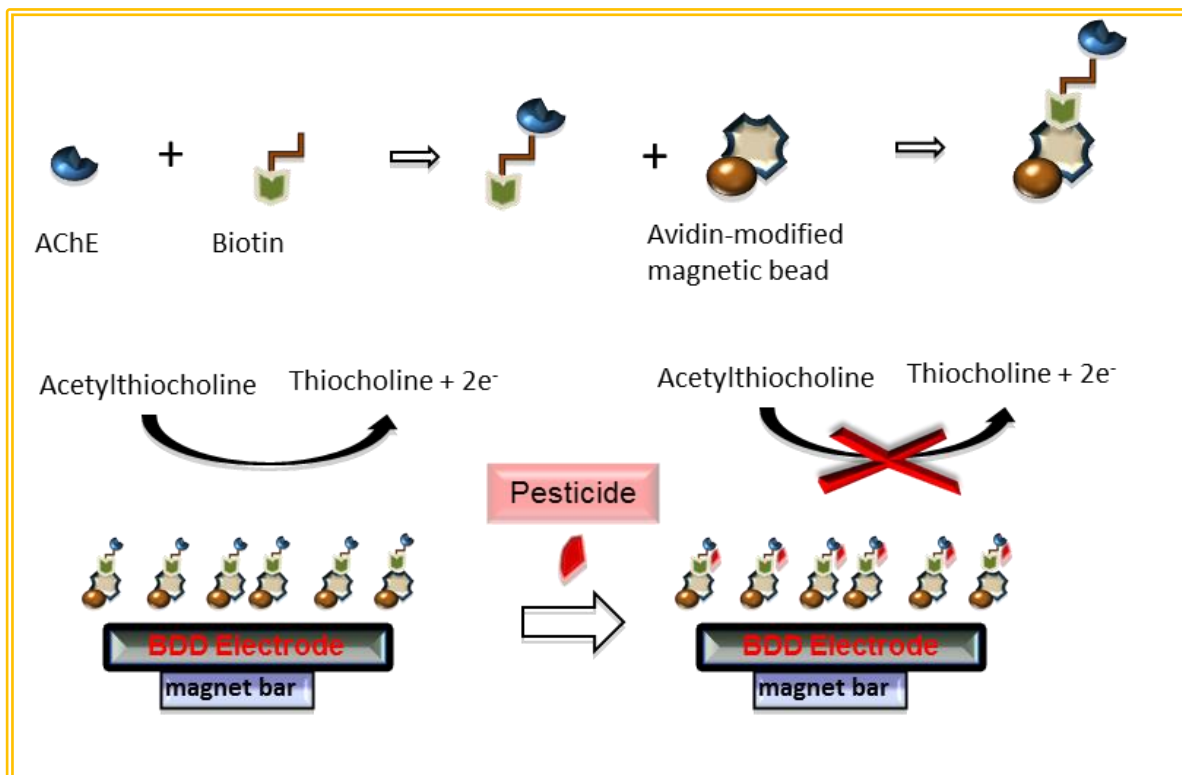 +
+
AChE
Biotin
Avidin-modified
magnetic bead
Acetylthiocholine
Thiocholine + 2e⁻
Acetylthiocholine
Thiocholine + 2e⁻
Pesticide
BDD Electrode
magnet bar
BDD Electrode
magnet bar